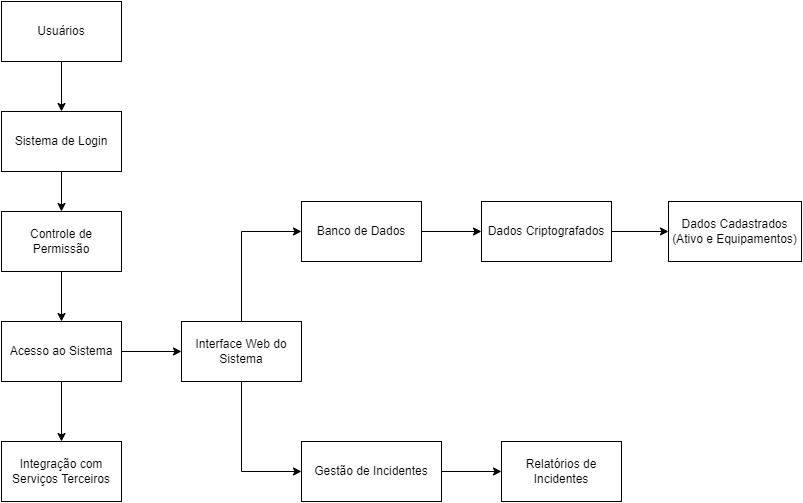 Usuários
Sistema de Login
Controle de
Permissão
Acesso ao Sistema
Integração com
Serviços Terceiros
Interface Web do
Sistema
Banco de Dados
Dados Criptografados
Dados Cadastrados
(Ativo e Equipamentos)
Gestão de Incidentes
Relatórios de
Incidentes